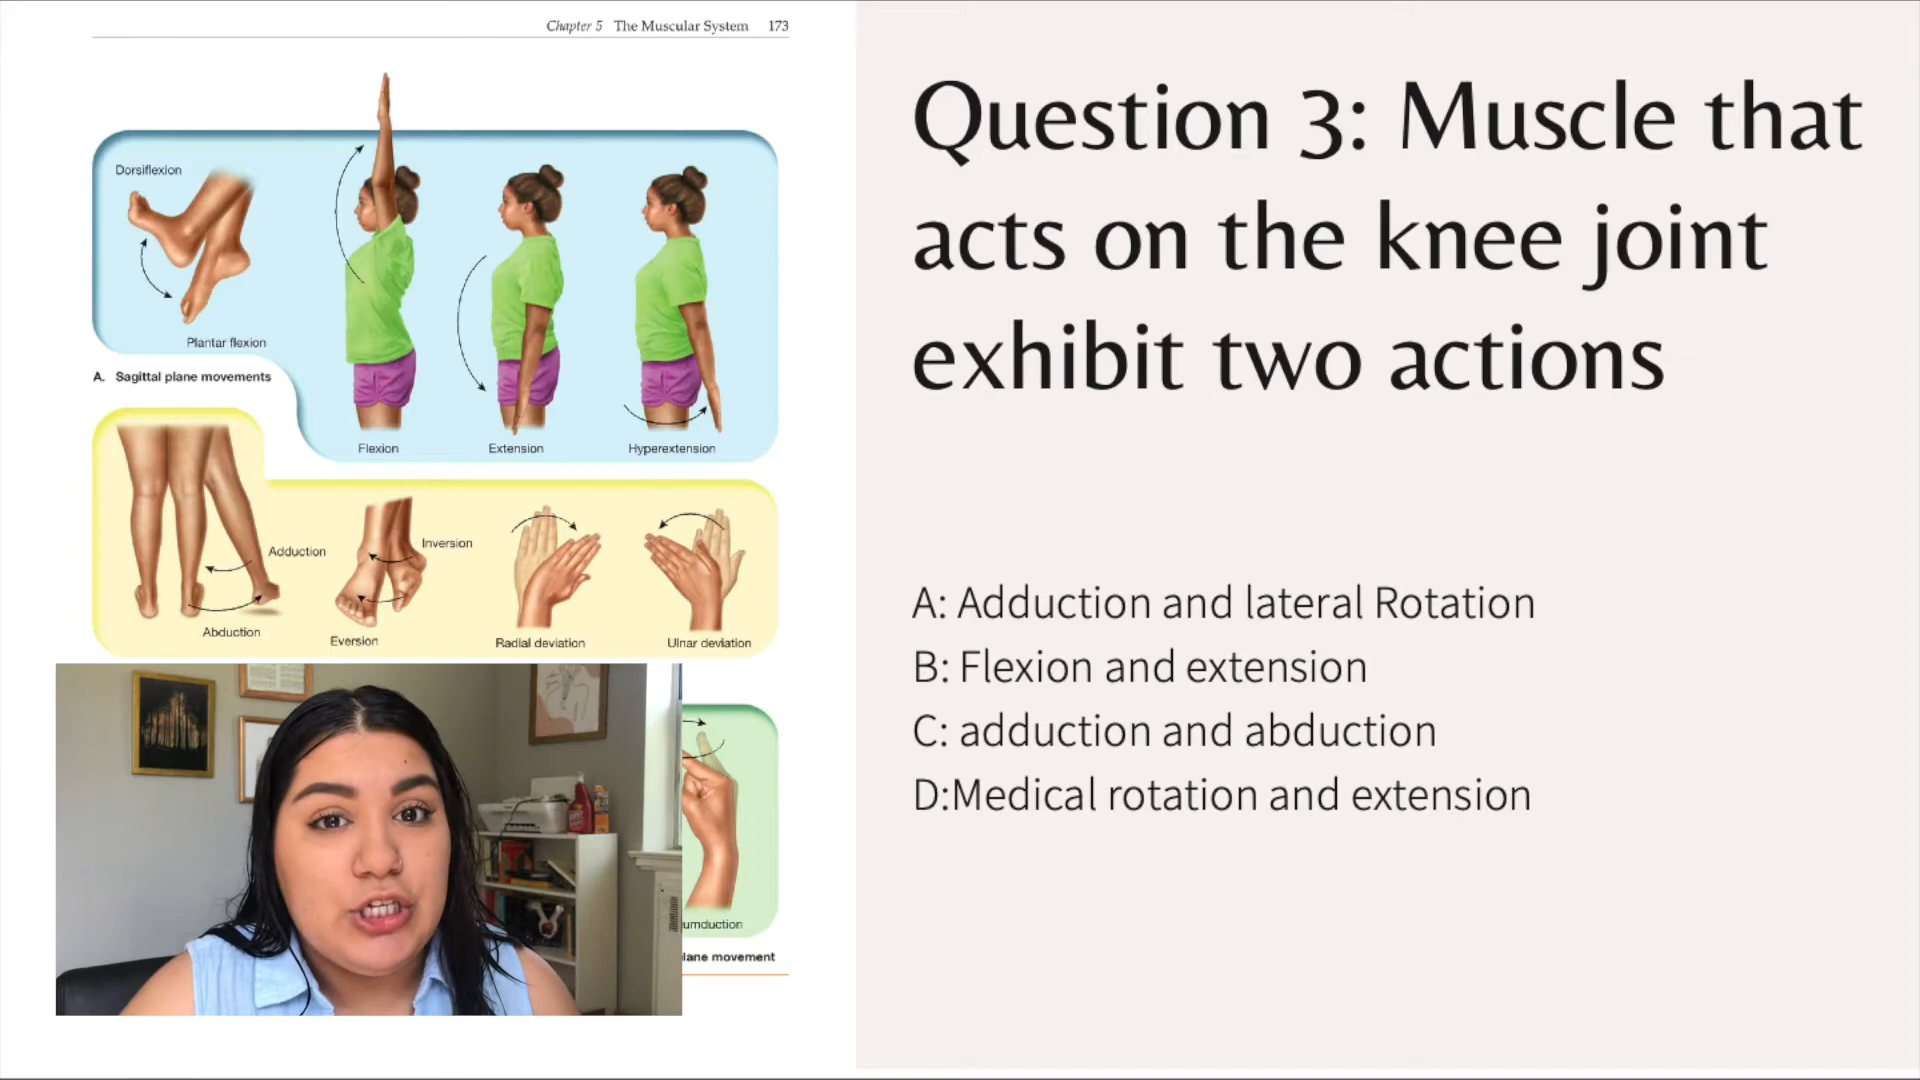 Chapter 5 The Muscular System 173
Dorsiflexion
Plantar flexion
A. Sagittal plane movements
Flexion
Extension
Hyperextension
Adduction
Abduction
Inversion
Eversion
Radial deviation
Ulnar deviation
umduction
lane movement
Question 3: Muscle that
acts on the knee joint
exhibit two actions
A: Adduction and lateral Rotation
B: Flexion and extension
C: adduction and abduction
D:Medical rotation and extension